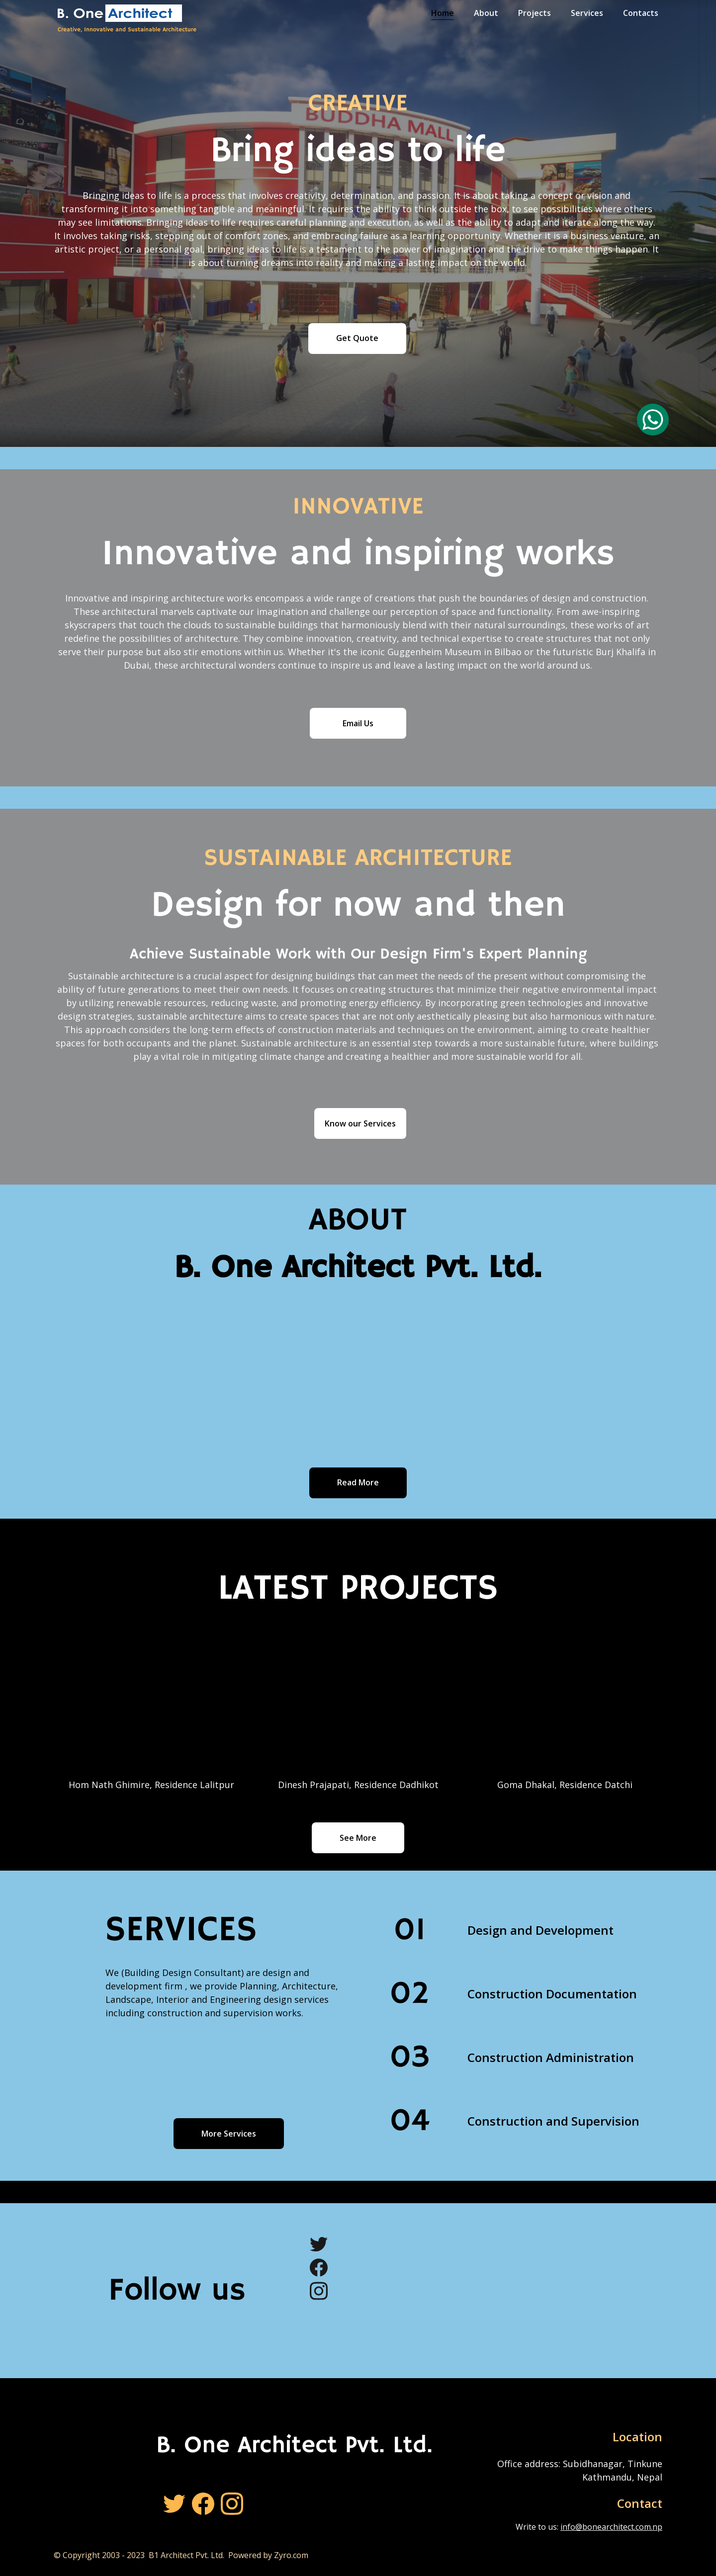 B. One Architect
Creative, Innovative and Sustainable Architecture
Home
About
Projects
Services
Contacts
CREATIVE
BUDDHA MALL
Bring ideas to life
Bringing ideas to life is a process that involves creativity, determination, and passion. It is about taking a concept or vision and
transforming it into something tangible and meaningful. It requires the ability to think outside the box, to see possibilities where others
may see limitations. Bringing ideas to life requires careful planning and execution, as well as the ability to adapt and iterate along the way.
It involves taking risks, stepping out of comfort zones, and embracing failure as a learning opportunity. Whether it is a business venture, an
artistic project, or a personal goal, bringing ideas to life is a testament to the power of imagination and the drive to make things happen. It
is about turning dreams into reality and making a lasting impact on the world.
Get Quote
INNOVATIVE
Innovative and inspiring works
Innovative and inspiring architecture works encompass a wide range of creations that push the boundaries of design and construction.
These architectural marvels captivate our imagination and challenge our perception of space and functionality. From awe-inspiring
skyscrapers that touch the clouds to sustainable buildings that harmoniously blend with their natural surroundings, these works of art
redefine the possibilities of architecture. They combine innovation, creativity, and technical expertise to create structures that not only
serve their purpose but also stir emotions within us. Whether it's the iconic Guggenheim Museum in Bilbao or the futuristic Burj Khalifa in
Dubai, these architectural wonders continue to inspire us and leave a lasting impact on the world around us.
Email Us
SUSTAINABLE ARCHITECTURE
Design for now and then
Achieve Sustainable Work with Our Design Firm's Expert Planning
Sustainable architecture is a crucial aspect for designing buildings that can meet the needs of the present without compromising the
ability of future generations to meet their own needs. It focuses on creating structures that minimize their negative environmental impact
by utilizing renewable resources, reducing waste, and promoting energy efficiency. By incorporating green technologies and innovative
design strategies, sustainable architecture aims to create spaces that are not only aesthetically pleasing but also harmonious with nature.
This approach considers the long-term effects of construction materials and techniques on the environment, aiming to create healthier
spaces for both occupants and the planet. Sustainable architecture is an essential step towards a more sustainable future, where buildings
play a vital role in mitigating climate change and creating a healthier and more sustainable world for all.
Know our Services
ABOUT
B. One Architect Pvt. Ltd.
Read More
LATEST PROJECTS
Hom Nath Ghimire, Residence Lalitpur
Dinesh Prajapati, Residence Dadhikot
Goma Dhakal, Residence Datchi
See More
SERVICES
We (Building Design Consultant) are design and
development firm , we provide Planning, Architecture,
Landscape, Interior and Engineering design services
including construction and supervision works.
More Services
01 Design and Development
02 Construction Documentation
03 Construction Administration
04 Construction and Supervision
Follow us
B. One Architect Pvt. Ltd.
Location
Office address: Subidhanagar, Tinkune
Kathmandu, Nepal
Contact
Write to us: info@bonearchitect.com.np
© Copyright 2003 - 2023 B1 Architect Pvt. Ltd. Powered by Zyro.com